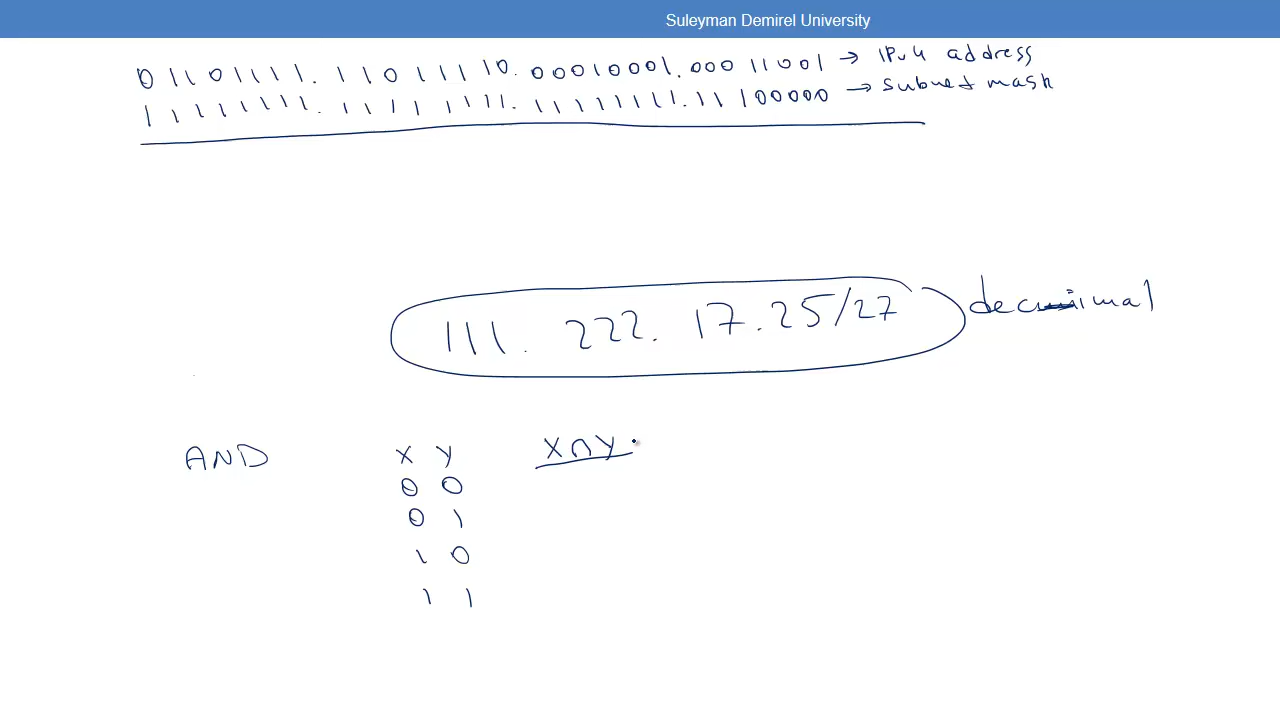 Suleyman Demirel University
01101111.11011110.00010001.00011001 → IPv4 address
11111111.11111111.11111111.11100000 → subnet mask
111.222.17.25/27 decimal
AND x y x∩y
0 0
0 1
1 0
1 1